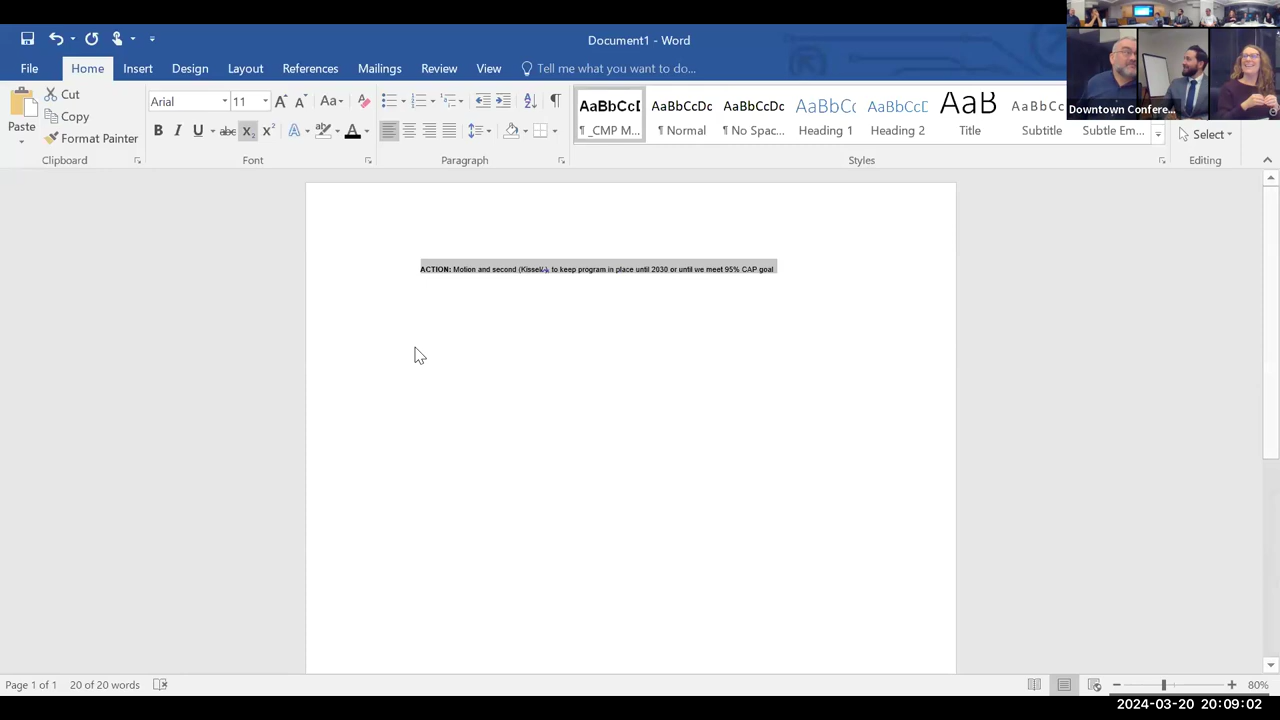 Document1 - Word
File Home Insert Design Layout References Mailings Review View Tell me what you want to do...
Paste
Cut
Copy
Format Painter
Clipboard
Arial 11
Font
Paragraph
AaBbCcI AaBbCcDc AaBbCcDc AaBbCc AaBbCcD AaB AaBbCcD
¶ _CMP M... ¶ Normal ¶ No Spac... Heading 1 Heading 2 Title Subtitle Subtle Em...
Styles
Select
Editing
Downtown Confere...
ACTION: Motion and second to keep program in place until 2030 or until we meet 95% CAP goal
Page 1 of 1 20 of 20 words
80%
2024-03-20 20:09:02